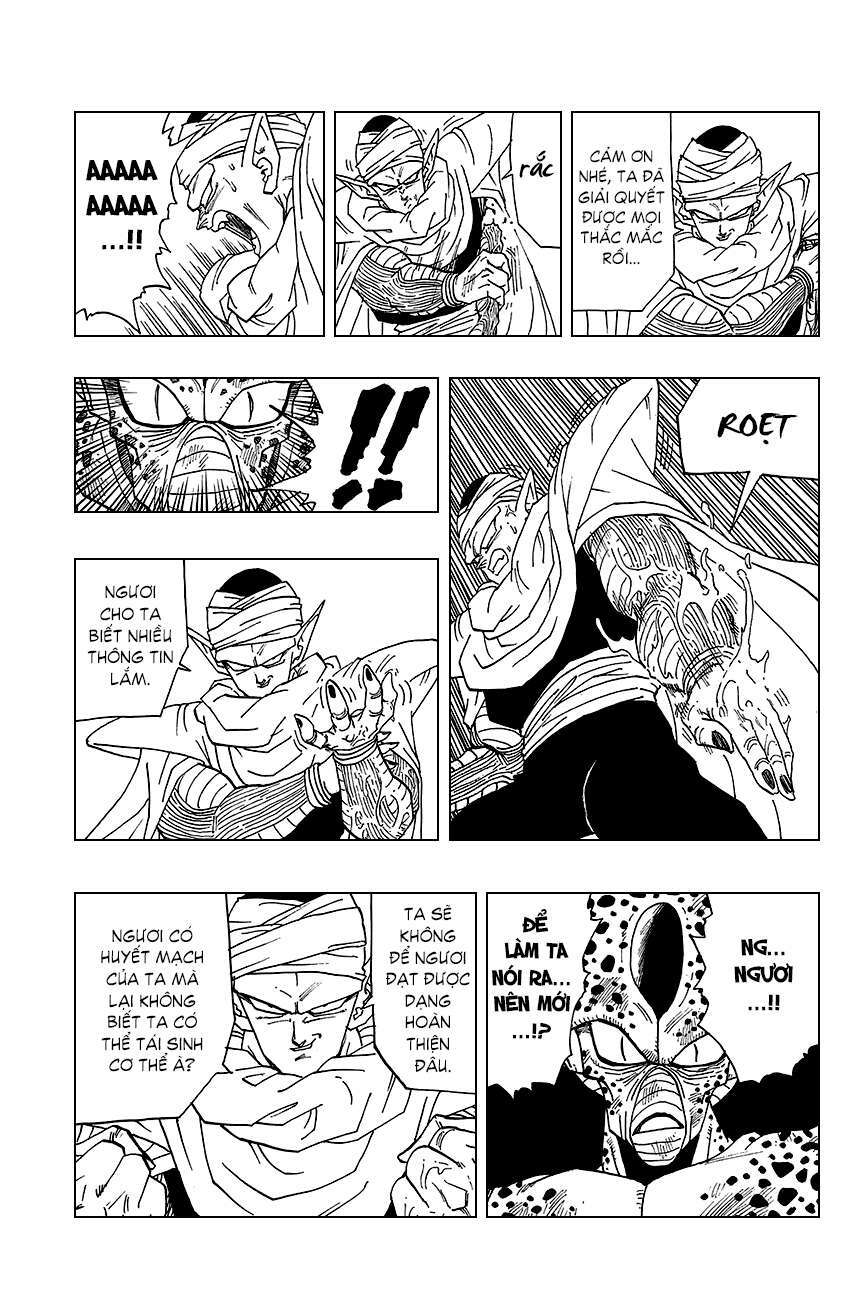 CẢM ƠN
NHÉ, TA ĐÃ
GIẢI QUYẾT
ĐƯỢC MỌI
THẮC MẮC
RỒI...
RẮC
AAAAA
AAAAA
...!!
ROẸT
!!
NGƯƠI
CHO TA
BIẾT NHIỀU
THÔNG TIN
LẮM.
NG...
NGƯƠI
...!!
ĐỂ
LÀM TA
NÓI RA...
NÊN MỚI
...!?
TA SẼ
KHÔNG
ĐỂ NGƯƠI
ĐẠT ĐƯỢC
DẠNG
HOÀN
THIỆN
ĐÂU.
NGƯƠI CÓ
HUYẾT MẠCH
CỦA TA MÀ
LẠI KHÔNG
BIẾT TA CÓ
THỂ TÁI SINH
CƠ THỂ À?